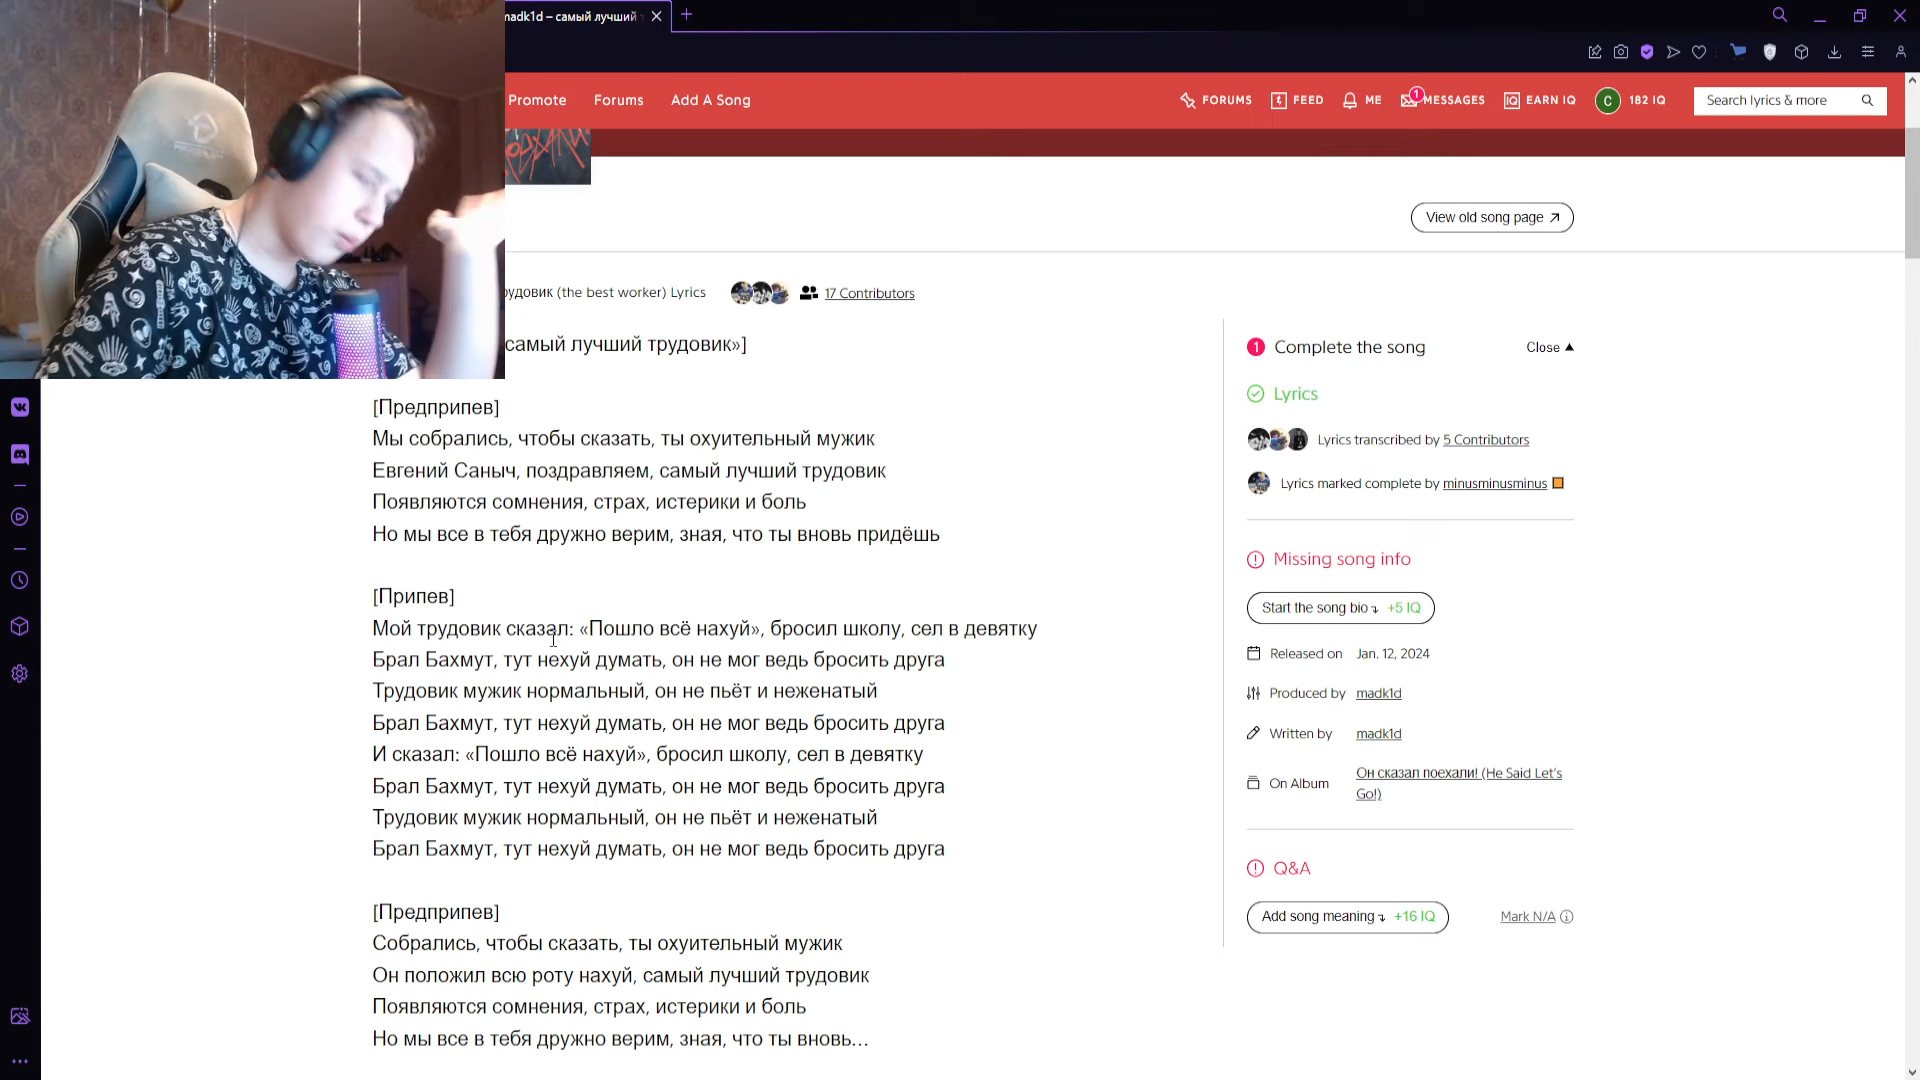 madk1d – самый лучший
Promote Forums Add A Song
FORUMS FEED ME 1 MESSAGES EARN IQ C 182 IQ Search lyrics & more
View old song page
(the best worker) Lyrics 17 Contributors
самый лучший трудовик»]
[Предприпев]
Мы собрались, чтобы сказать, ты охуительный мужик
Евгений Саныч, поздравляем, самый лучший трудовик
Появляются сомнения, страх, истерики и боль
Но мы все в тебя дружно верим, зная, что ты вновь придёшь
[Припев]
Мой трудовик сказал: «Пошло всё нахуй», бросил школу, сел в девятку
Брал Бахмут, тут нехуй думать, он не мог ведь бросить друга
Трудовик мужик нормальный, он не пьёт и неженатый
Брал Бахмут, тут нехуй думать, он не мог ведь бросить друга
И сказал: «Пошло всё нахуй», бросил школу, сел в девятку
Брал Бахмут, тут нехуй думать, он не мог ведь бросить друга
Трудовик мужик нормальный, он не пьёт и неженатый
Брал Бахмут, тут нехуй думать, он не мог ведь бросить друга
[Предприпев]
Собрались, чтобы сказать, ты охуительный мужик
Он положил всю роту нахуй, самый лучший трудовик
Появляются сомнения, страх, истерики и боль
Но мы все в тебя дружно верим, зная, что ты вновь...
1 Complete the song Close
Lyrics
Lyrics transcribed by 5 Contributors
Lyrics marked complete by minusminusminus
Missing song info
Start the song bio +5 IQ
Released on Jan. 12, 2024
Produced by madk1d
Written by madk1d
On Album Он сказал поехали! (He Said Let's
Go!)
Q&A
Add song meaning +16 IQ Mark N/A